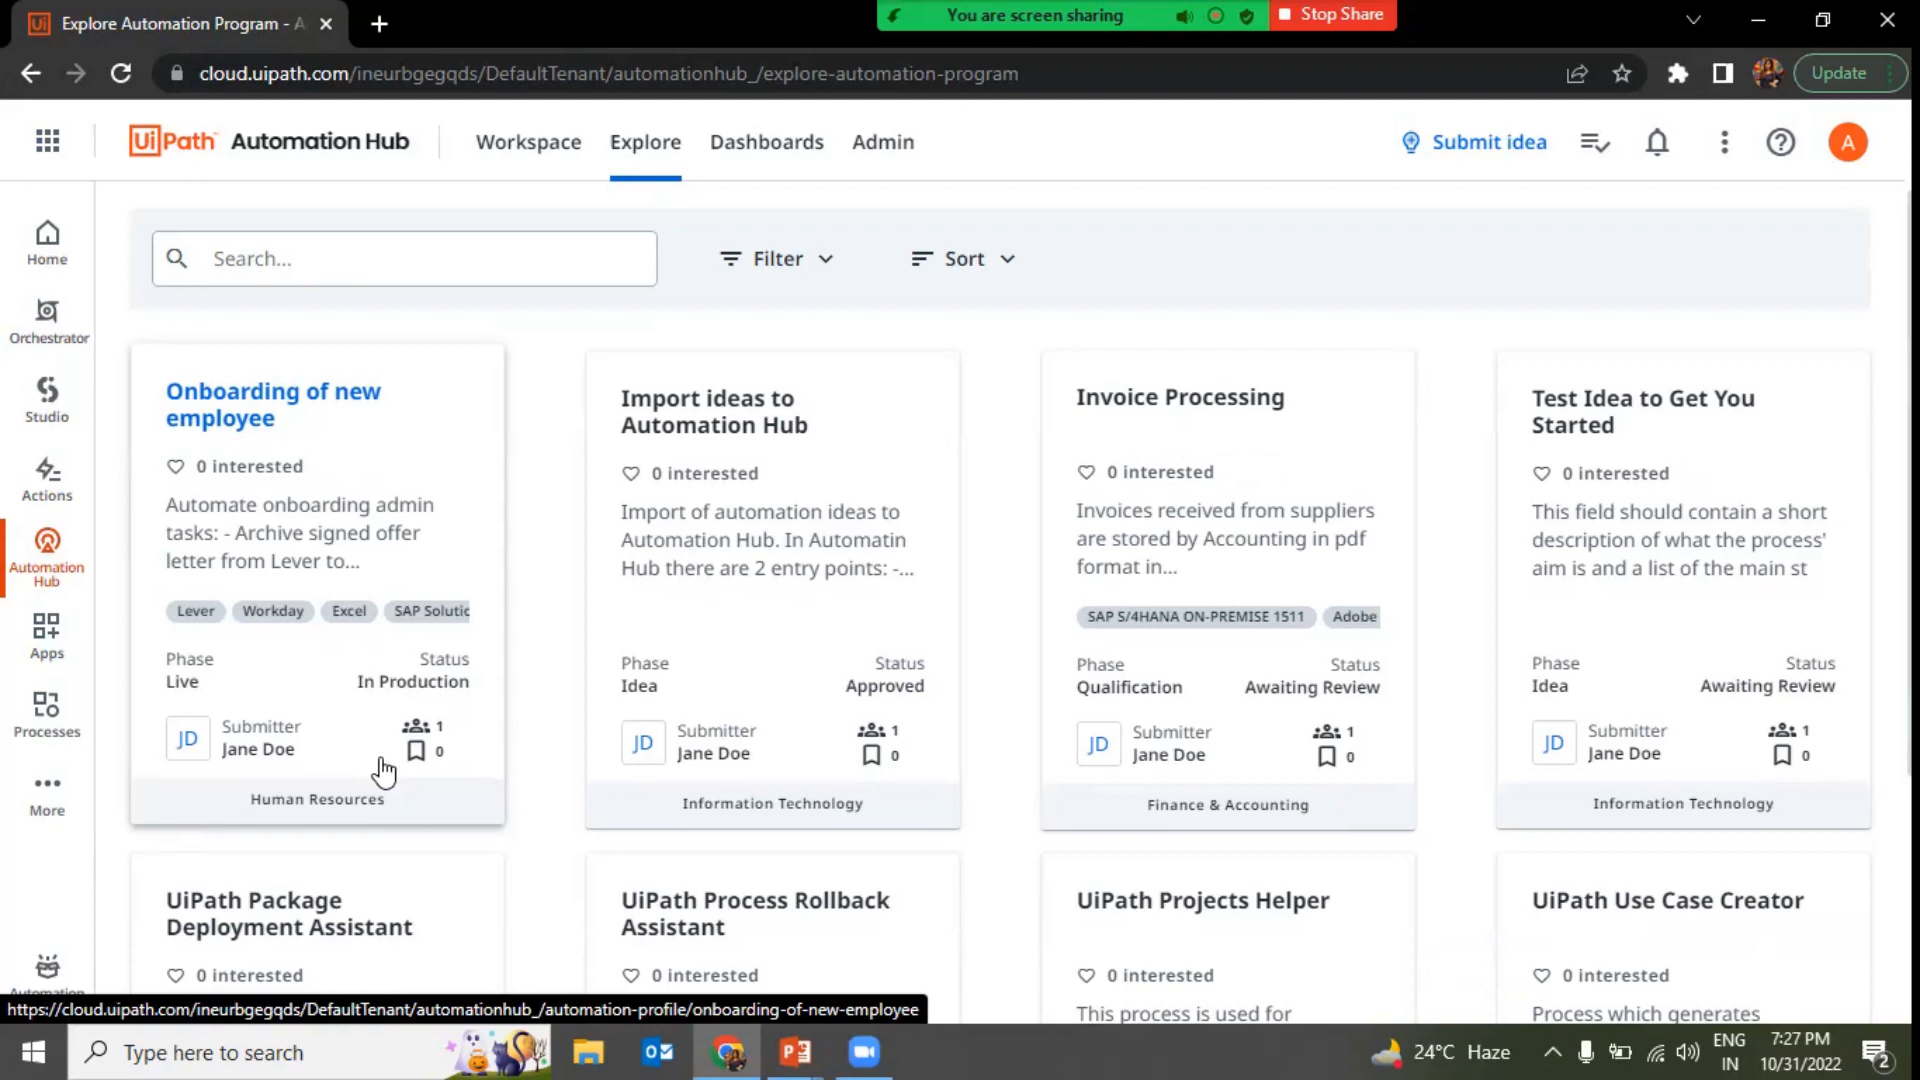 Explore Automation Program - A
You are screen sharing
Stop Share
cloud.uipath.com/ineurbgegqds/DefaultTenant/automationhub_/explore-automation-program
Update
UiPath Automation Hub
Workspace
Explore
Dashboards
Admin
Submit idea
A
Home
Orchestrator
Studio
Actions
Automation
Hub
Apps
Processes
More
Search...
Filter
Sort
Onboarding of new
employee
0 interested
Automate onboarding admin
tasks: - Archive signed offer
letter from Lever to...
Lever Workday Excel SAP Solutic
Phase Status
Live In Production
JD Submitter 1
Jane Doe 0
Human Resources
Import ideas to
Automation Hub
0 interested
Import of automation ideas to
Automation Hub. In Automatin
Hub there are 2 entry points: -...
Phase Status
Idea Approved
JD Submitter 1
Jane Doe 0
Information Technology
Invoice Processing
0 interested
Invoices received from suppliers
are stored by Accounting in pdf
format in...
SAP S/4HANA ON-PREMISE 1511 Adobe
Phase Status
Qualification Awaiting Review
JD Submitter 1
Jane Doe 0
Finance & Accounting
Test Idea to Get You
Started
0 interested
This field should contain a short
description of what the process'
aim is and a list of the main st
Phase Status
Idea Awaiting Review
JD Submitter 1
Jane Doe 0
Information Technology
UiPath Package
Deployment Assistant
0 interested
UiPath Process Rollback
Assistant
0 interested
UiPath Projects Helper
0 interested
This process is used for
UiPath Use Case Creator
0 interested
Process which generates
https://cloud.uipath.com/ineurbgegqds/DefaultTenant/automationhub_/automation-profile/onboarding-of-new-employee
Type here to search
24°C Haze
ENG
IN
7:27 PM
10/31/2022
2